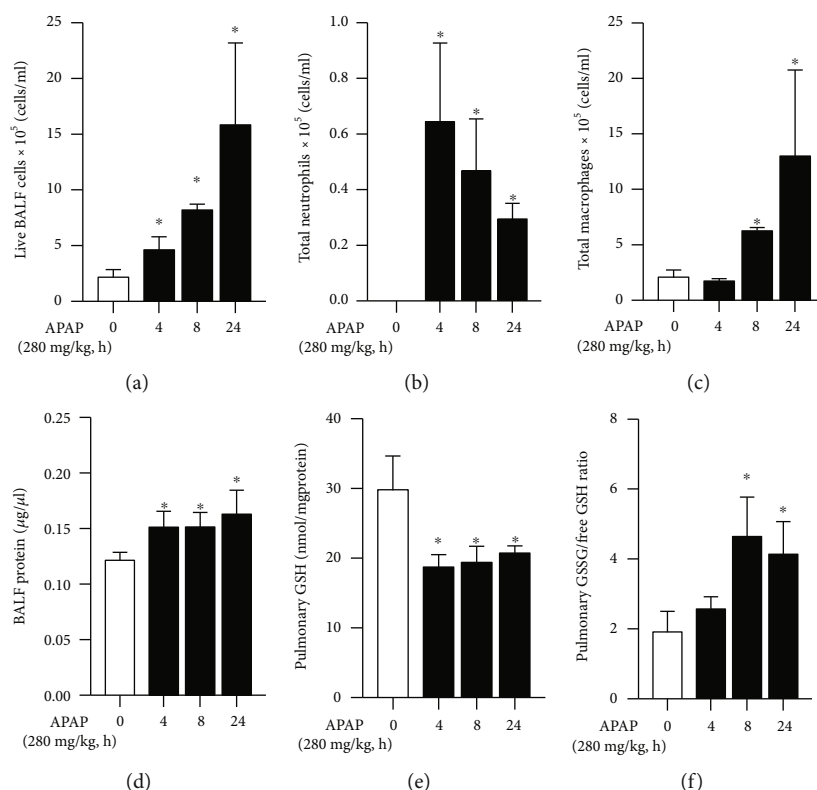 Live BALF cells × 10⁵ (cells/ml)
25
20
15
10
5
0
*
*
*
APAP 0 4 8 24
(280 mg/kg, h)
(a)
Total neutrophils × 10⁵ (cells/ml)
1.0
0.8
0.6
0.4
0.2
0.0
*
*
*
APAP 0 4 8 24
(280 mg/kg, h)
(b)
Total macrophages × 10⁵ (cells/ml)
25
20
15
10
5
0
*
*
APAP 0 4 8 24
(280 mg/kg, h)
(c)
BALF protein (μg/μl)
0.25
0.20
0.15
0.10
0.05
0.00
*
*
*
APAP 0 4 8 24
(280 mg/kg, h)
(d)
Pulmonary GSH (nmol/mgprotein)
40
30
20
10
0
*
*
*
APAP 0 4 8 24
(280 mg/kg, h)
(e)
Pulmonary GSSG/free GSH ratio
8
6
4
2
0
*
*
APAP 0 4 8 24
(280 mg/kg, h)
(f)